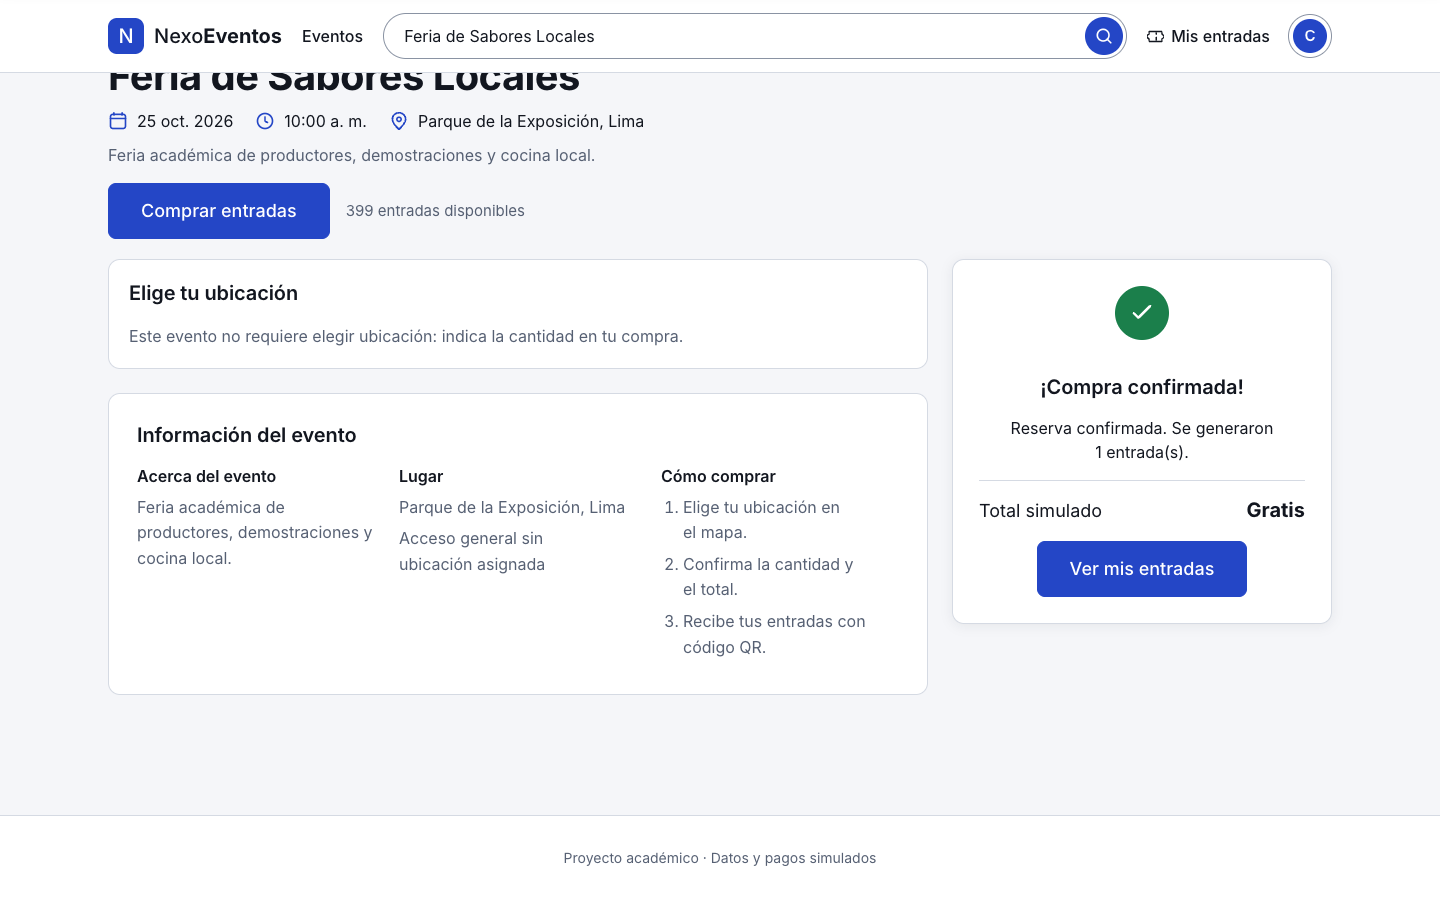 N NexoEventos Eventos Feria de Sabores Locales Mis entradas C
Feria de Sabores Locales
25 oct. 2026 10:00 a. m. Parque de la Exposición, Lima
Feria académica de productores, demostraciones y cocina local.
Comprar entradas 399 entradas disponibles
Elige tu ubicación
Este evento no requiere elegir ubicación: indica la cantidad en tu compra.
Información del evento
Acerca del evento
Feria académica de
productores, demostraciones y
cocina local.
Lugar
Parque de la Exposición, Lima
Acceso general sin
ubicación asignada
Cómo comprar
1. Elige tu ubicación en
el mapa.
2. Confirma la cantidad y
el total.
3. Recibe tus entradas con
código QR.
¡Compra confirmada!
Reserva confirmada. Se generaron
1 entrada(s).
Total simulado Gratis
Ver mis entradas
Proyecto académico · Datos y pagos simulados